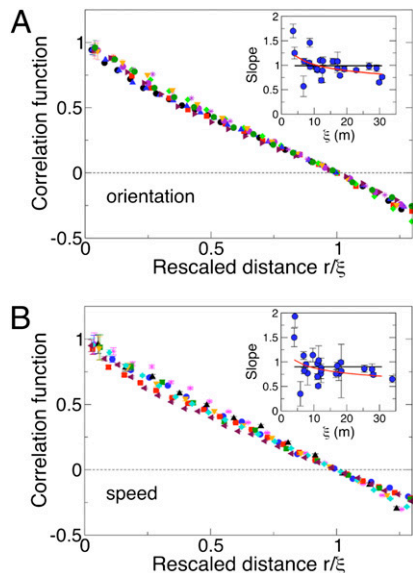 A
Correlation function
1
0.5
0
-0.5
orientation
0
0.5
1
Rescaled distance r/ξ
Slope
2
1.5
1
0.5
0
0
10
20
30
ξ (m)
B
Correlation function
1
0.5
0
-0.5
speed
0
0.5
1
Rescaled distance r/ξ
Slope
2
1.5
1
0.5
0
0
10
20
30
ξ (m)